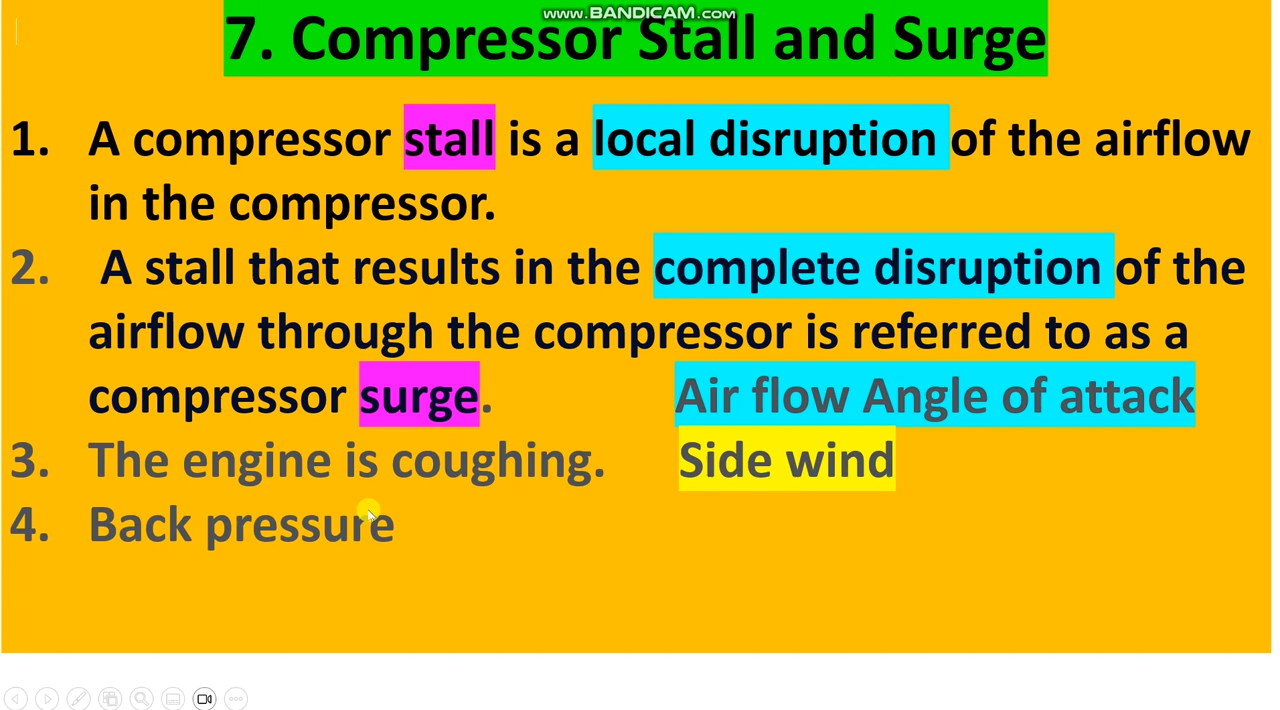 www.BANDICAM.com
7. Compressor Stall and Surge
1. A compressor stall is a local disruption of the airflow
in the compressor.
2. A stall that results in the complete disruption of the
airflow through the compressor is referred to as a
compressor surge. Air flow Angle of attack
3. The engine is coughing. Side wind
4. Back pressure